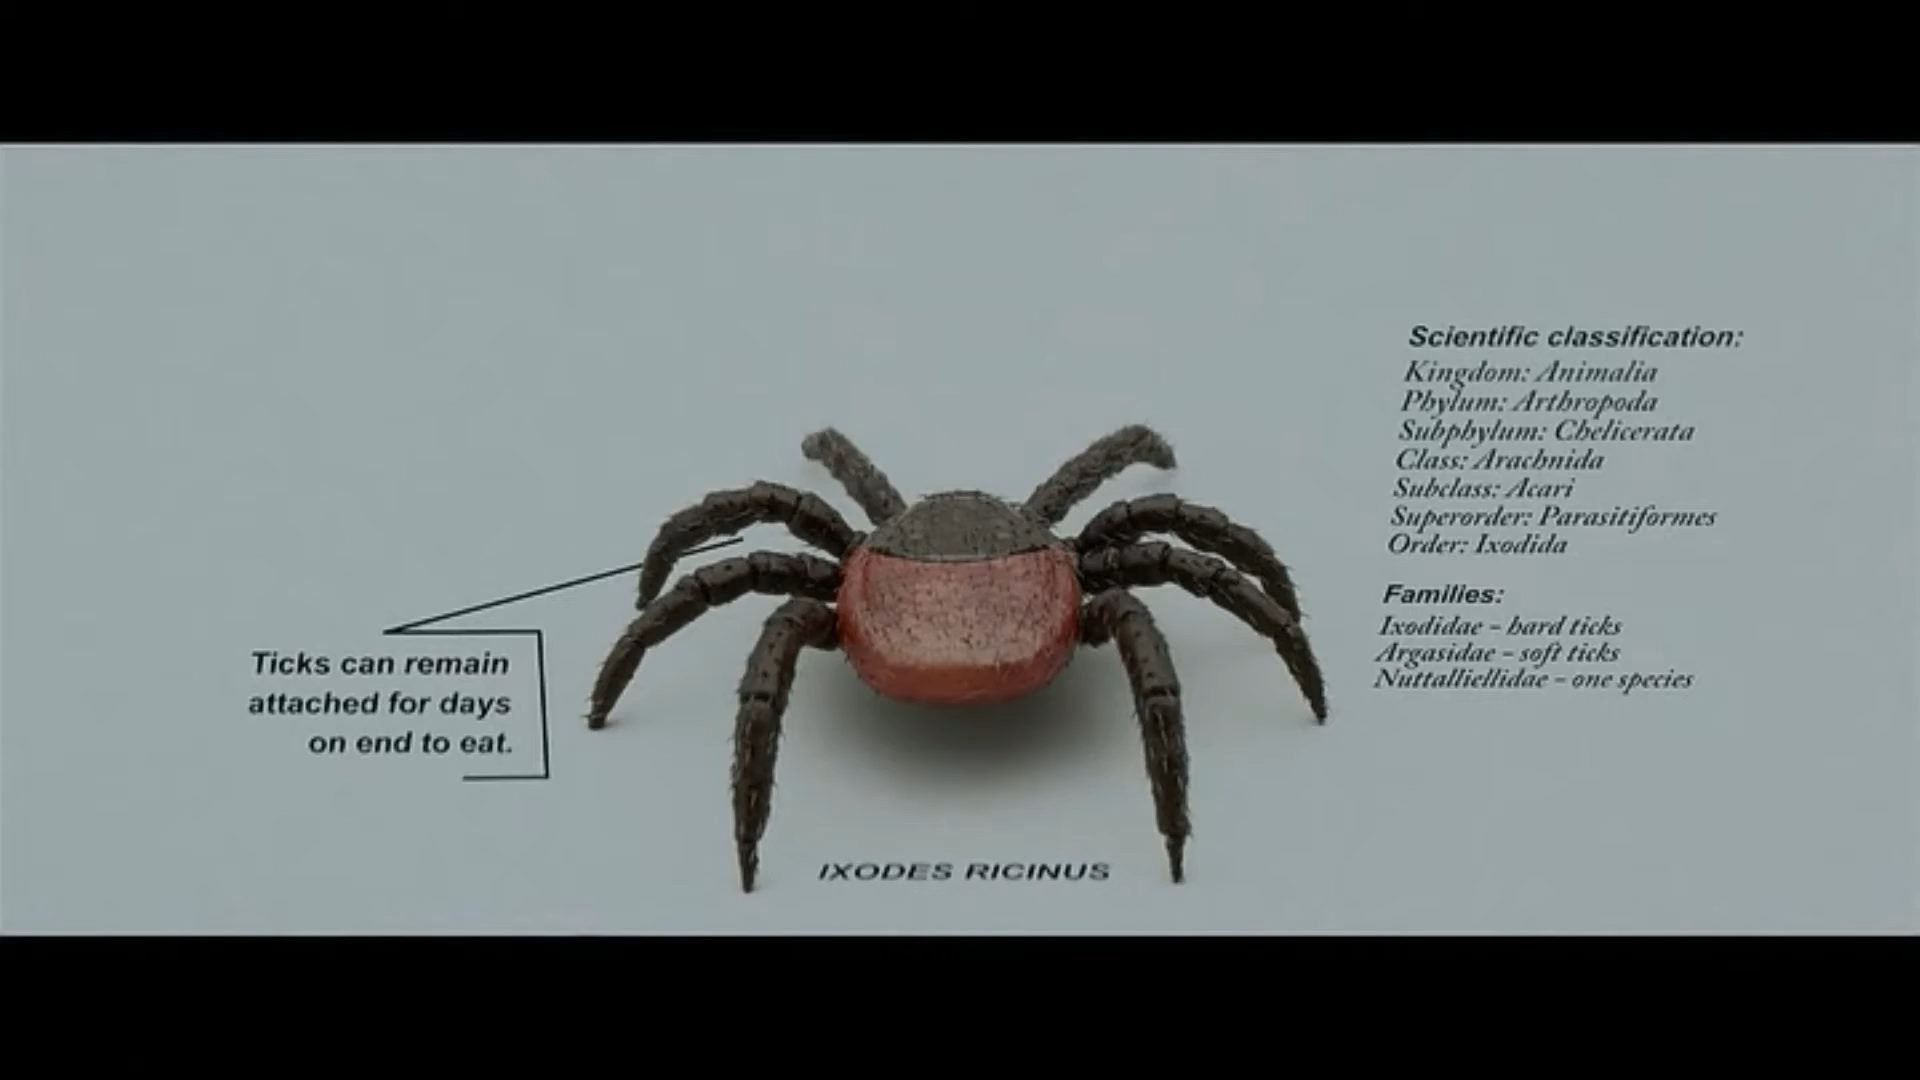 Scientific classification:
Kingdom: Animalia
Phylum: Arthropoda
Subphylum: Chelicerata
Class: Arachnida
Subclass: Acari
Superorder: Parasitiformes
Order: Ixodida
Families:
Ixodidae - hard ticks
Argasidae - soft ticks
Nuttalliellidae - one species
Ticks can remain
attached for days
on end to eat.
IXODES RICINUS